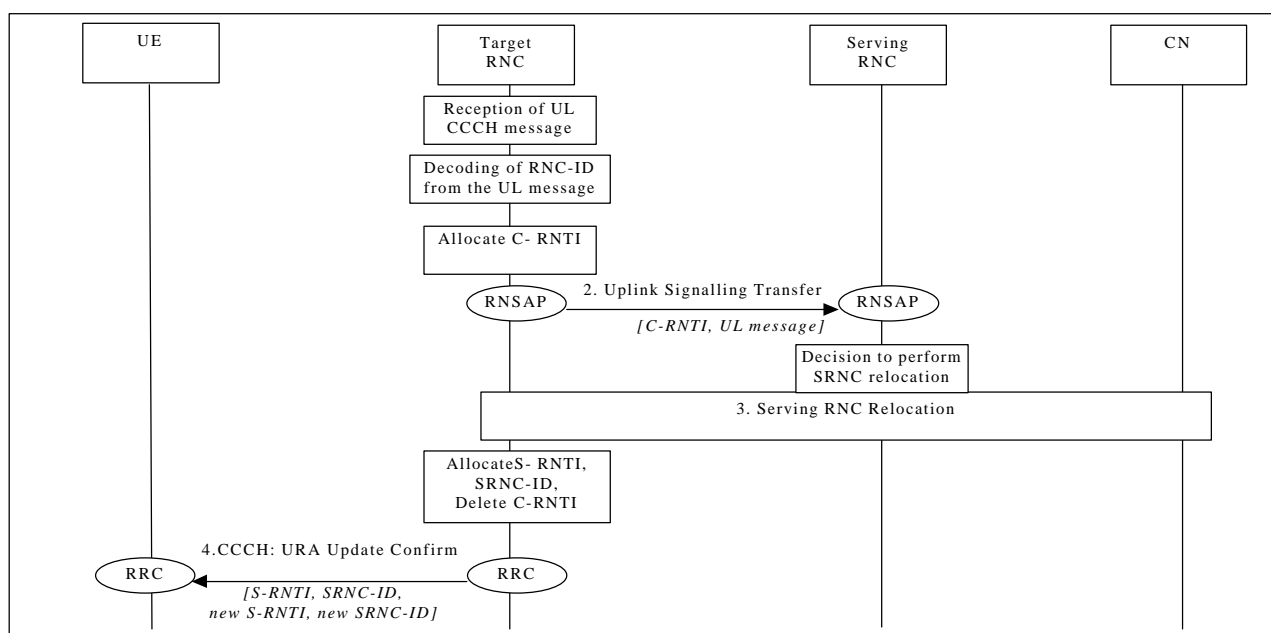 UE
Target
RNC
Serving
RNC
CN
Reception of UL
CCCH message
Decoding of RNC-ID
from the UL message
Allocate C- RNTI
RNSAP
2. Uplink Signalling Transfer
RNSAP
[C-RNTI, UL message]
Decision to perform
SRNC relocation
3. Serving RNC Relocation
AllocateS- RNTI,
SRNC-ID,
Delete C-RNTI
4.CCCH: URA Update Confirm
RRC
RRC
[S-RNTI, SRNC-ID,
new S-RNTI, new SRNC-ID]